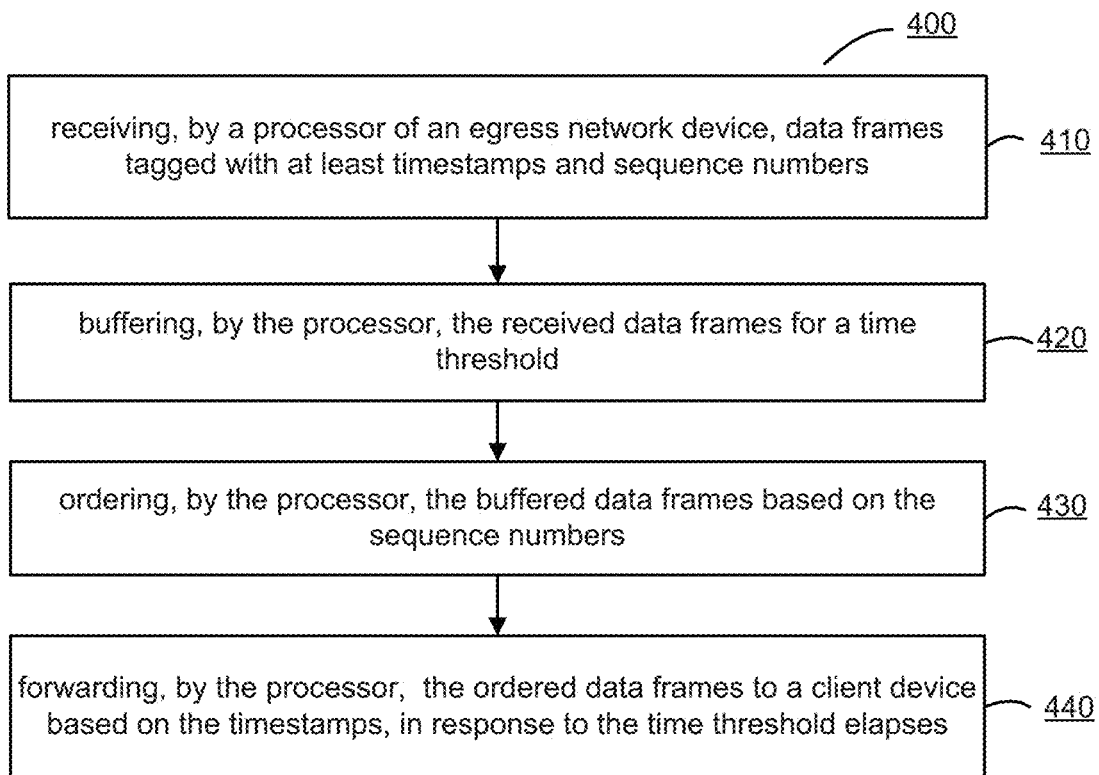 400
receiving, by a processor of an egress network device, data frames
tagged with at least timestamps and sequence numbers
410
buffering, by the processor, the received data frames for a time
threshold
420
ordering, by the processor, the buffered data frames based on the
sequence numbers
430
forwarding, by the processor, the ordered data frames to a client device
based on the timestamps, in response to the time threshold elapses
440